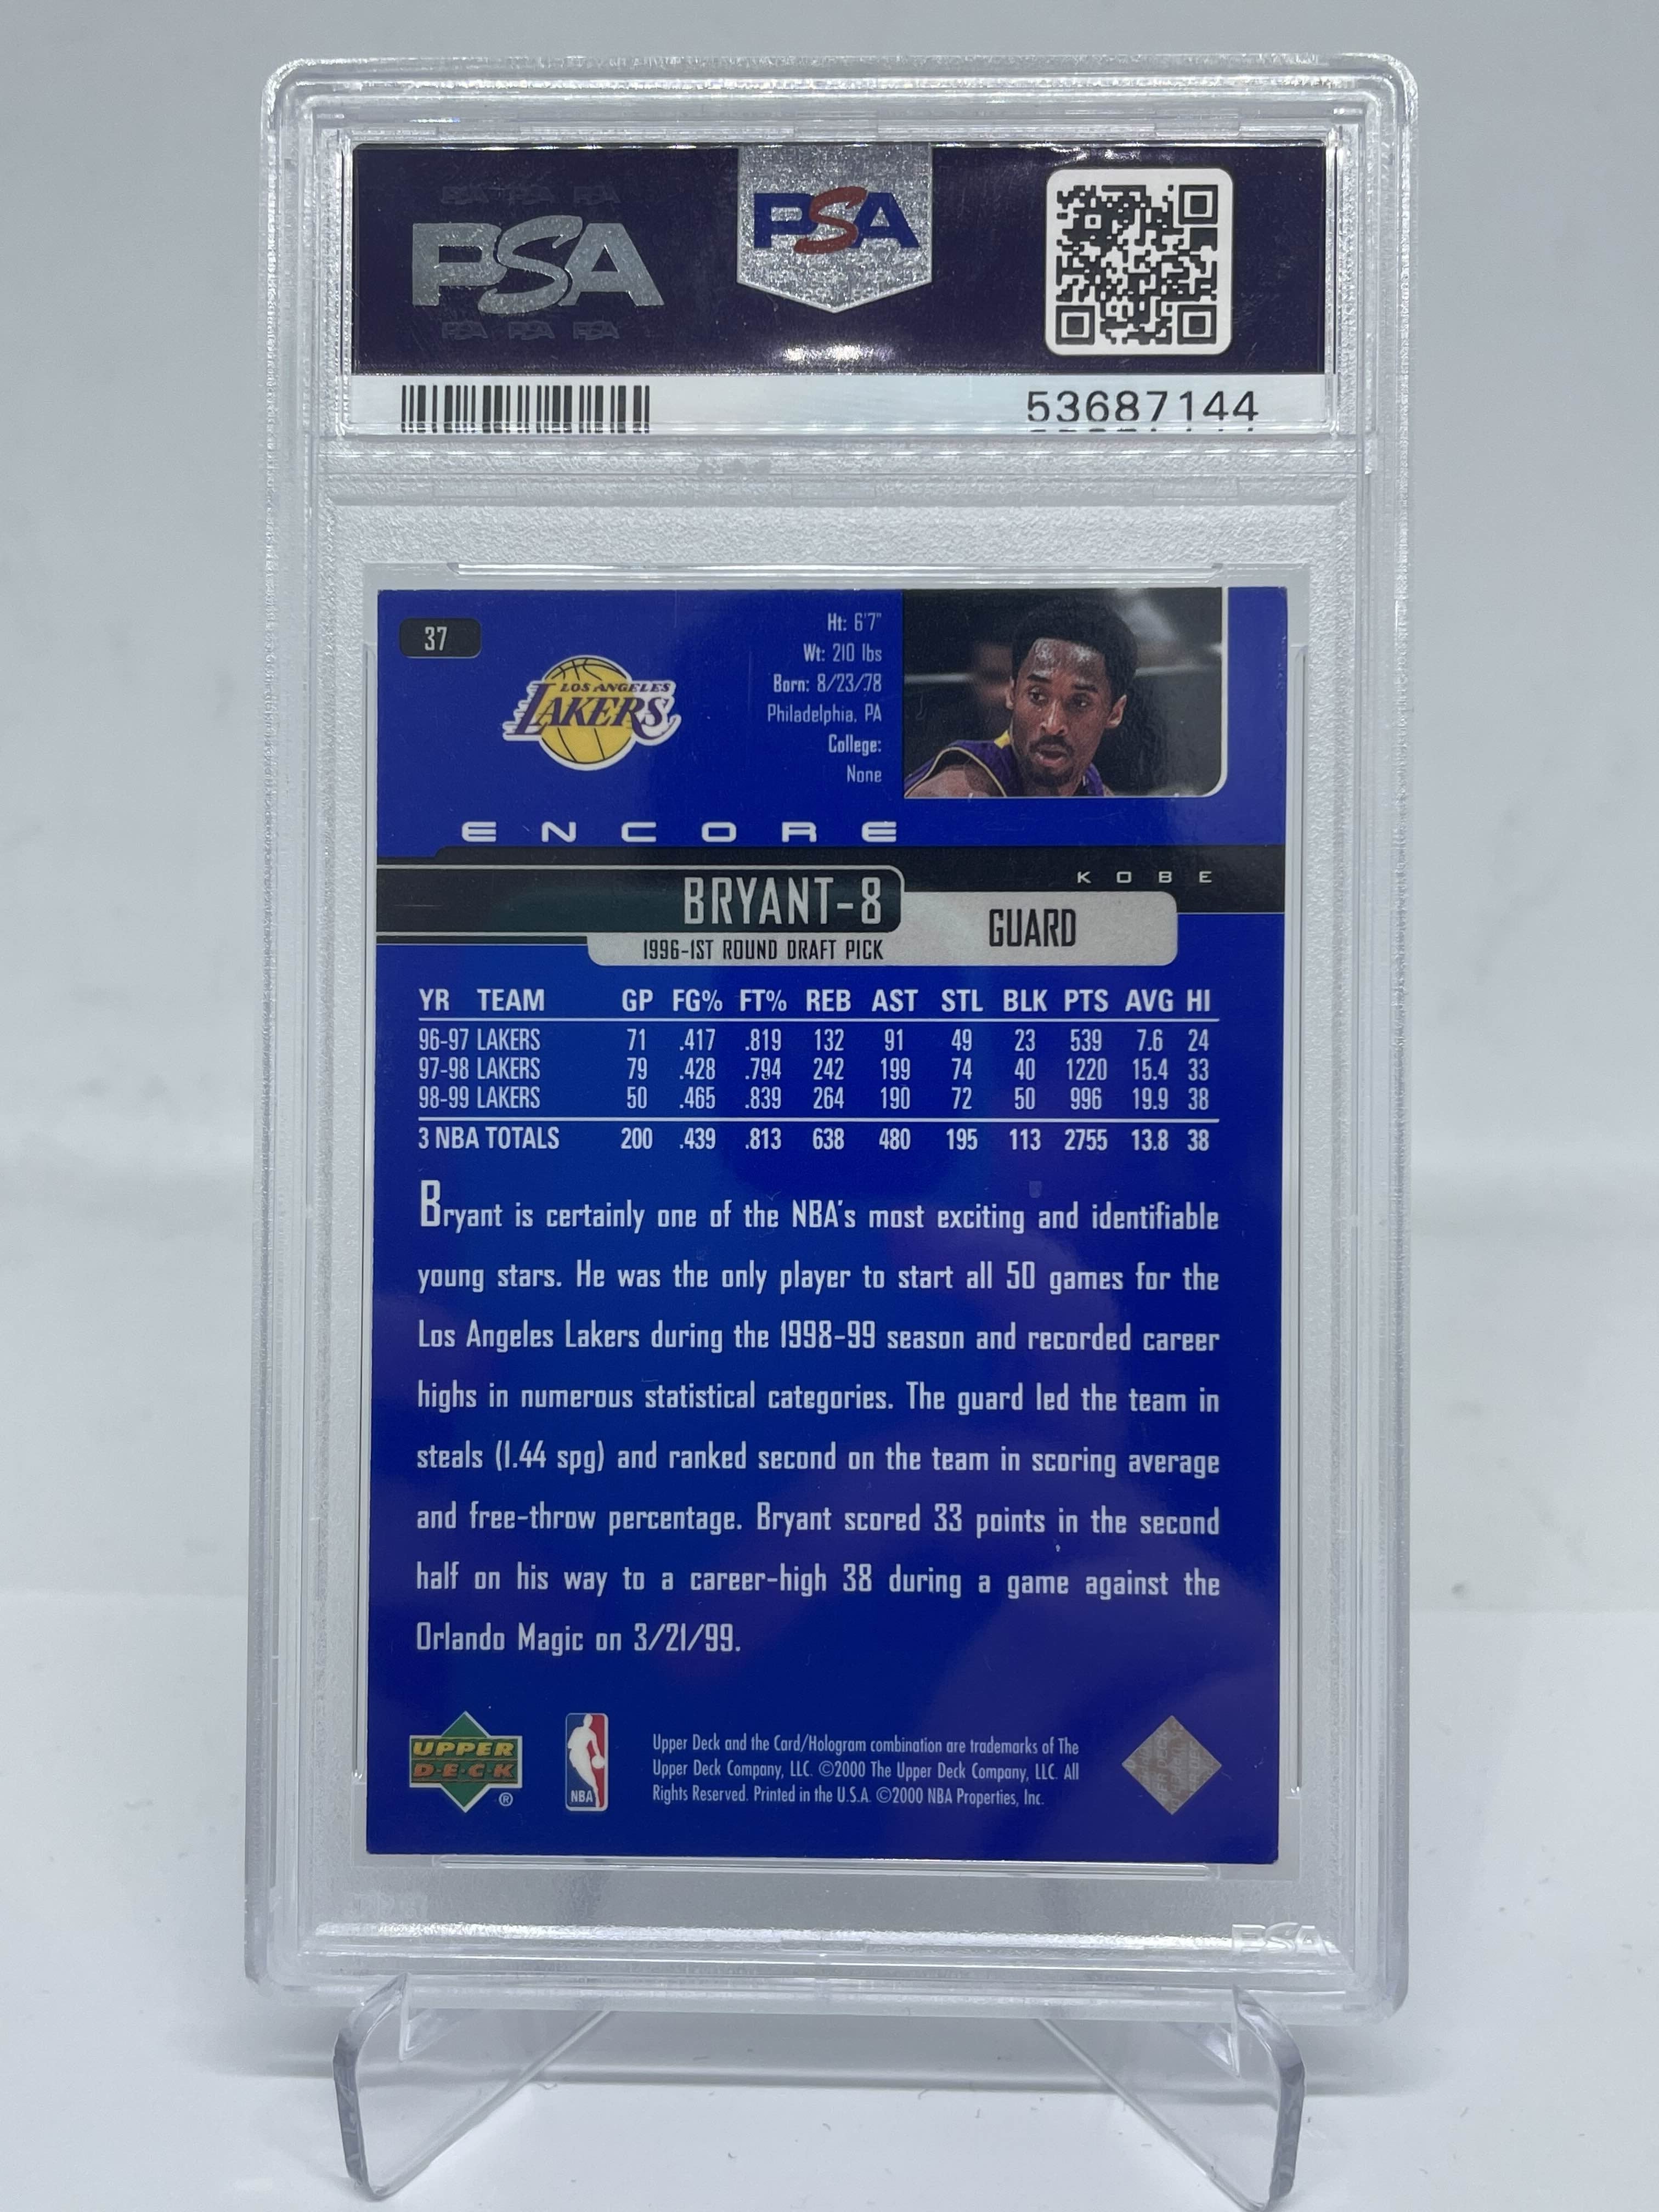 PSA PSA PSA
PSA
PSA PSA PSA
PSA
53687144
37
LOS ANGELES
LAKERS
Ht: 6'7"
Wt: 210 lbs
Born: 8/23/78
Philadelphia, PA
College:
None
ENCORE
KOBE
BRYANT-8
GUARD
1996-1ST ROUND DRAFT PICK
YR TEAM GP FG% FT% REB AST STL BLK PTS AVG HI
96-97 LAKERS 71 .417 .819 132 91 49 23 539 7.6 24
97-98 LAKERS 79 .428 .794 242 199 74 40 1220 15.4 33
98-99 LAKERS 50 .465 .839 264 190 72 50 996 19.9 38
3 NBA TOTALS 200 .439 .813 638 480 195 113 2755 13.8 38
Bryant is certainly one of the NBA's most exciting and identifiable
young stars. He was the only player to start all 50 games for the
Los Angeles Lakers during the 1998-99 season and recorded career
highs in numerous statistical categories. The guard led the team in
steals (1.44 spg) and ranked second on the team in scoring average
and free-throw percentage. Bryant scored 33 points in the second
half on his way to a career-high 38 during a game against the
Orlando Magic on 3/21/99.
UPPER
DECK
®
NBA
Upper Deck and the Card/Hologram combination are trademarks of The
Upper Deck Company, LLC. ©2000 The Upper Deck Company, LLC. All
Rights Reserved. Printed in the U.S.A. ©2000 NBA Properties, Inc.
PSA